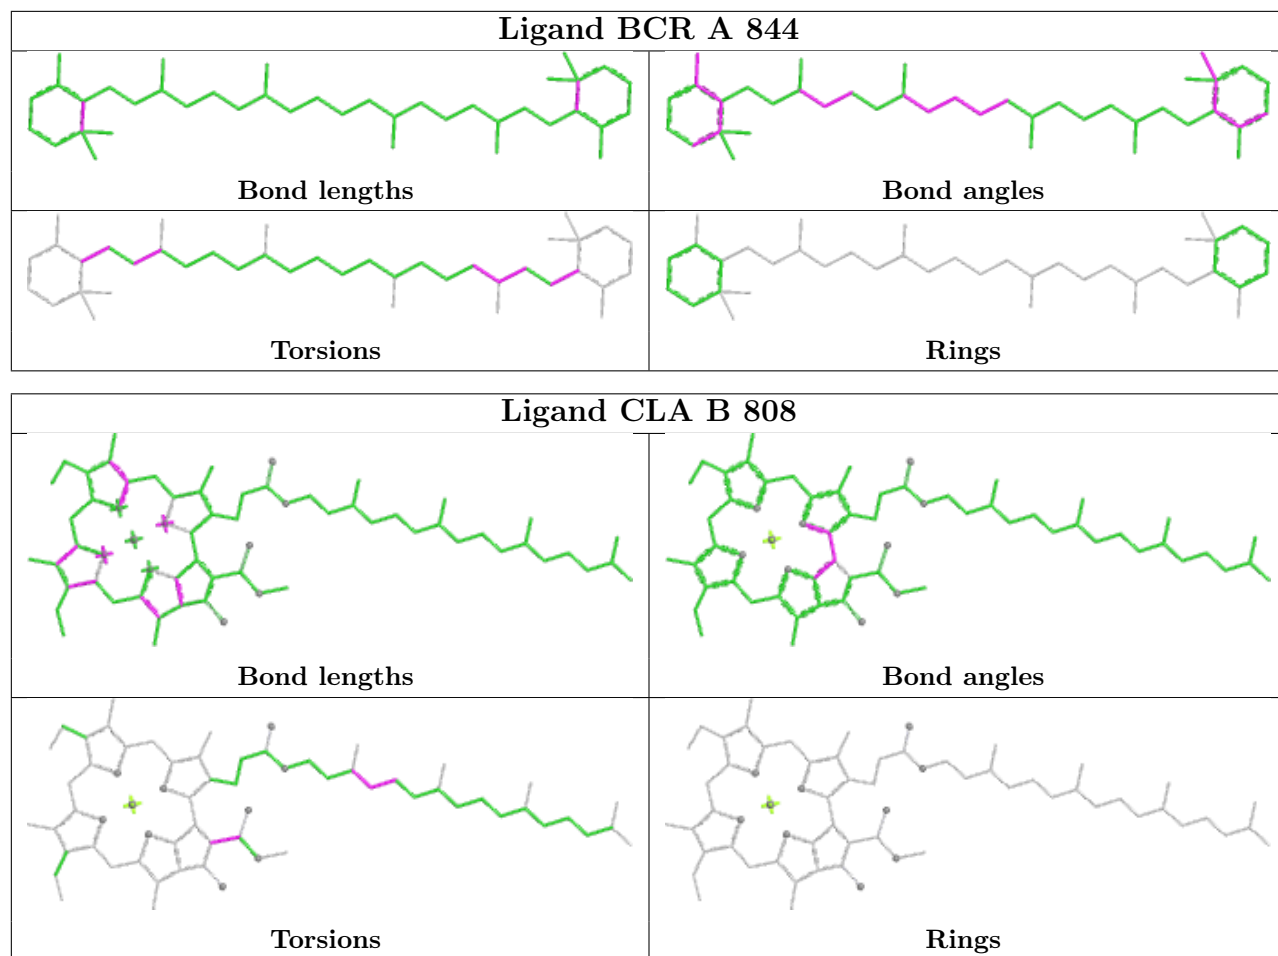 Ligand BCR A 844
Bond lengths
Bond angles
Torsions
Rings
Ligand CLA B 808
Bond lengths
Bond angles
Torsions
Rings